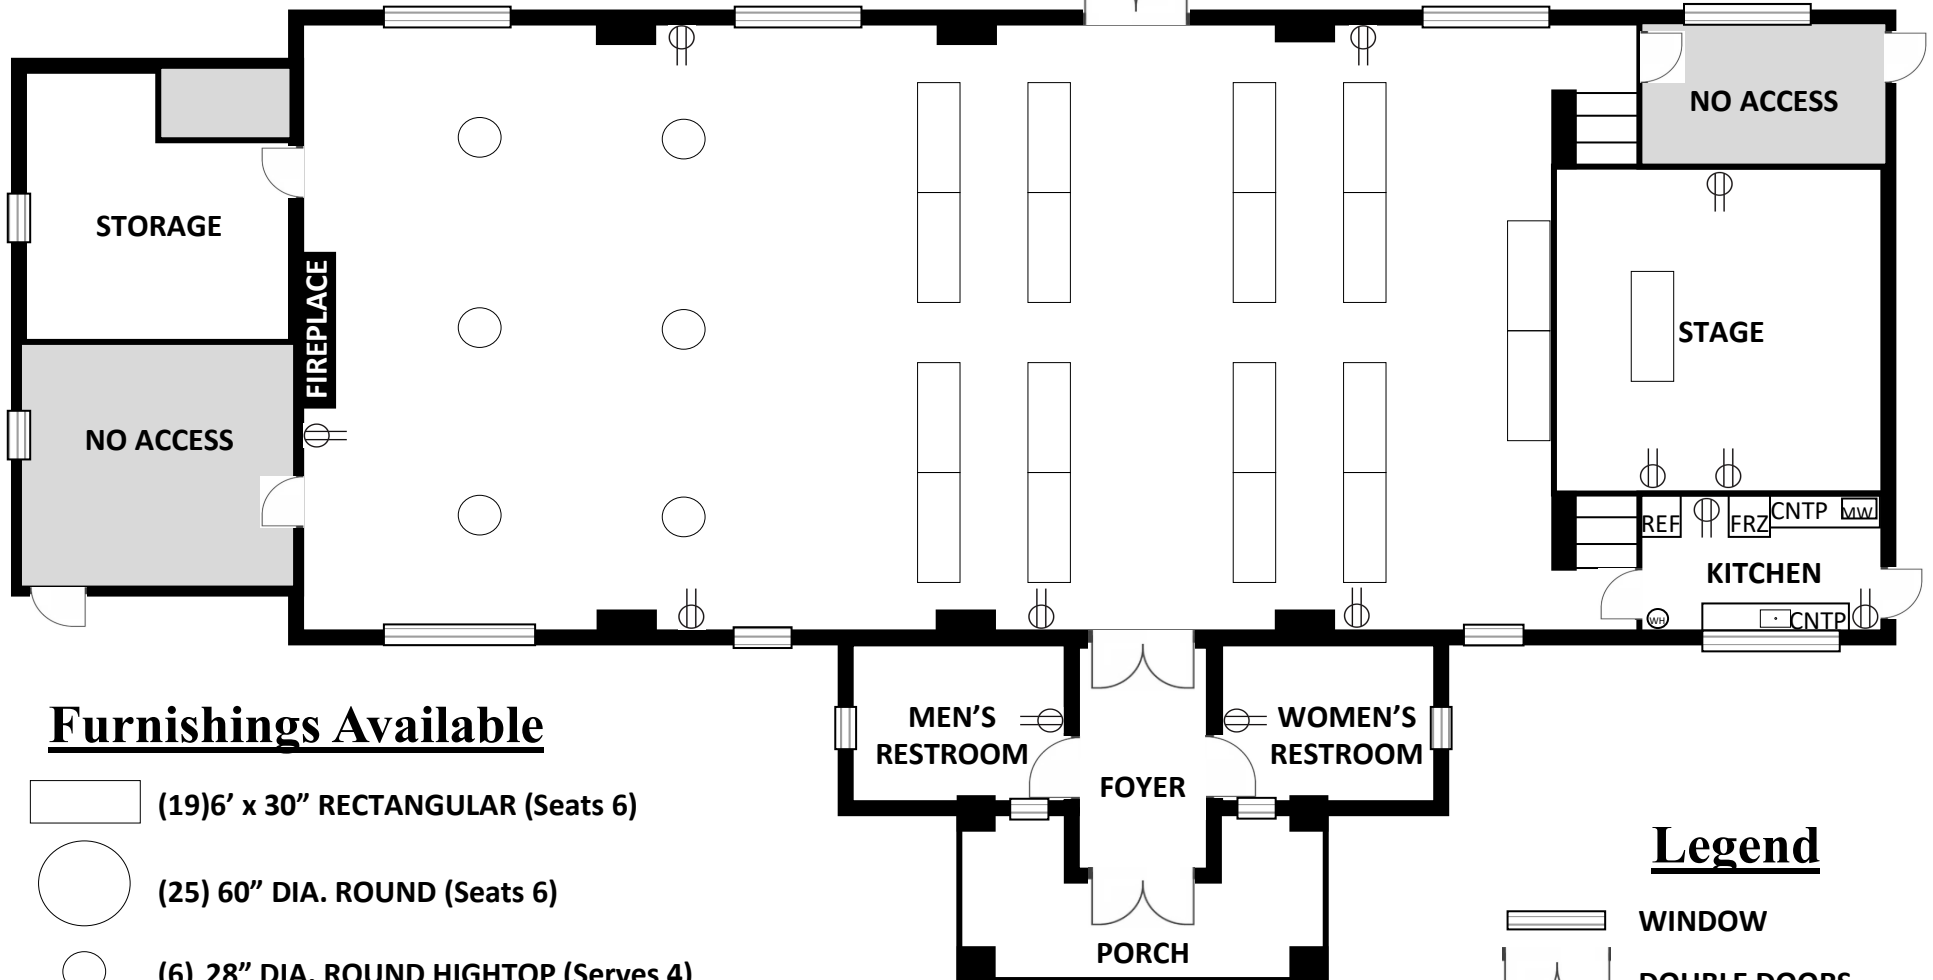 NO ACCESS
STORAGE
FIREPLACE
STAGE
NO ACCESS
REF
FRZ
CNTP
MW
KITCHEN
WH
CNTP
MEN’S
RESTROOM
WOMEN’S
RESTROOM
FOYER
PORCH
Furnishings Available
(19)6’ x 30” RECTANGULAR (Seats 6)
(25) 60” DIA. ROUND (Seats 6)
(6) 28” DIA. ROUND HIGHTOP (Serves 4)
Legend
WINDOW
DOUBLE DOORS